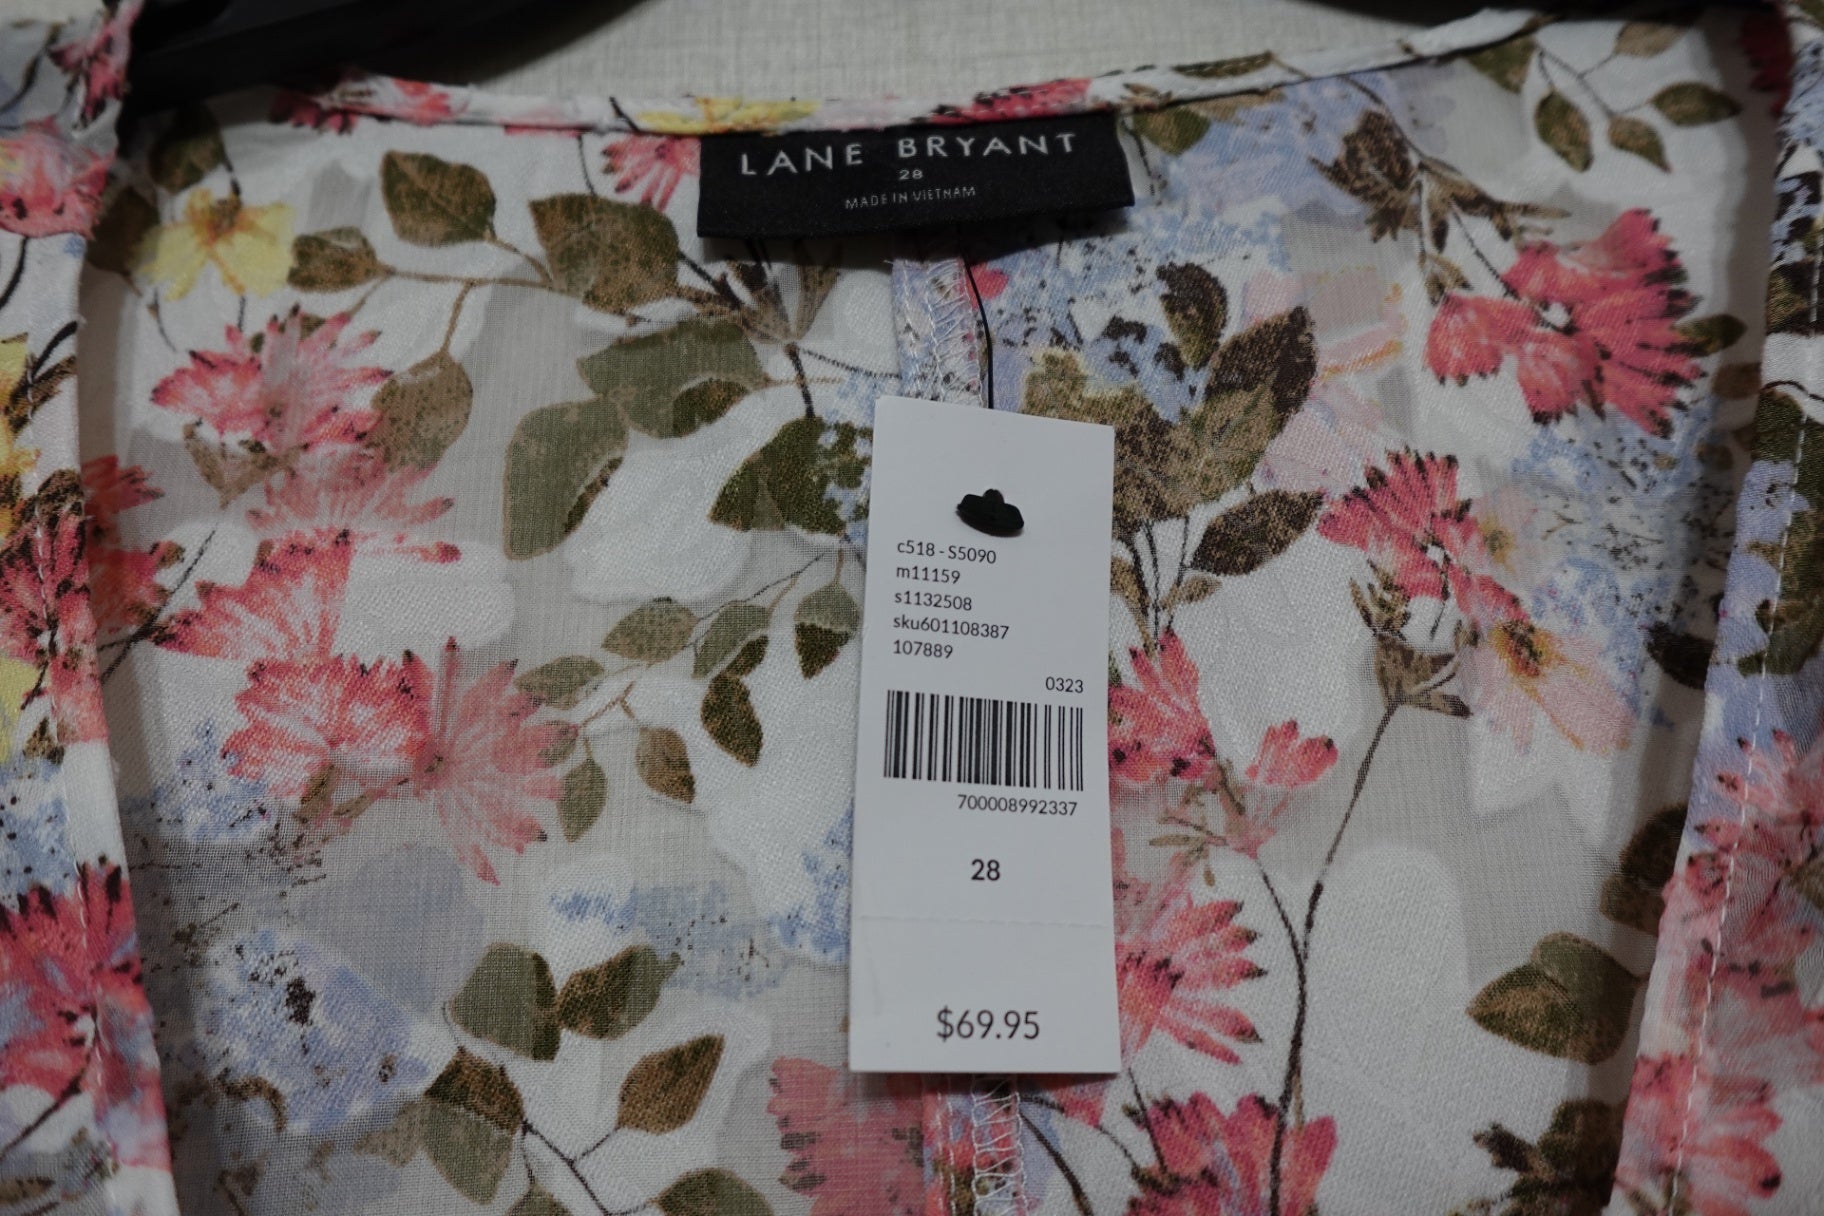 LANE BRYANT
28
MADE IN VIETNAM
c518 - S5090
m11159
s1132508
sku601108387
107889
0323
700008992337
28
$69.95